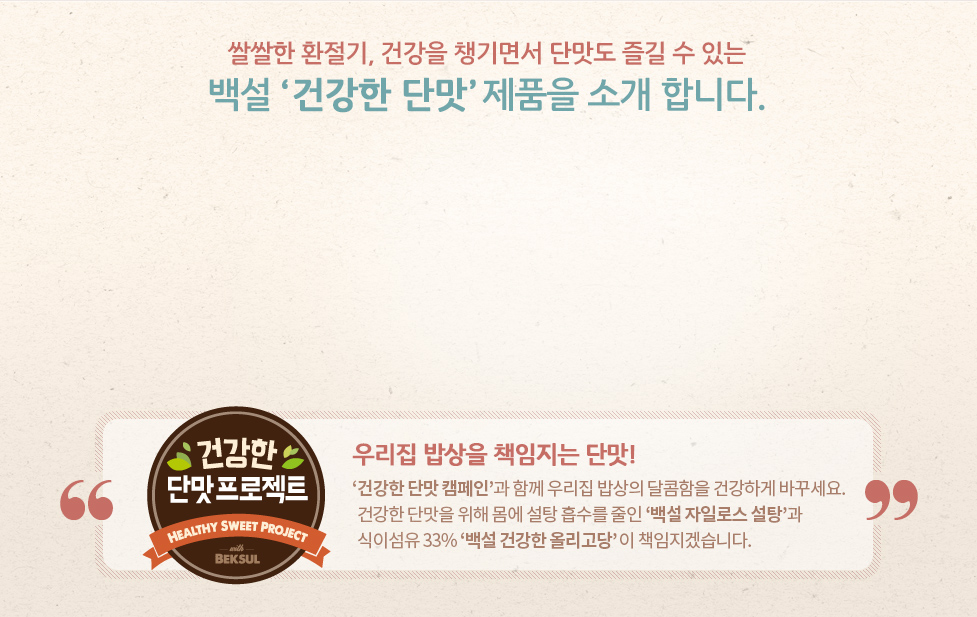 쌀쌀한 환절기, 건강을 챙기면서 단맛도 즐길 수 있는
백설 ‘건강한 단맛’ 제품을 소개 합니다.
건강한
단맛 프로젝트
HEALTHY SWEET PROJECT
with
BEKSUL
“
우리집 밥상을 책임지는 단맛!
‘건강한 단맛 캠페인’과 함께 우리집 밥상의 달콤함을 건강하게 바꾸세요.
건강한 단맛을 위해 몸에 설탕 흡수를 줄인 ‘백설 자일로스 설탕’과
식이섬유 33% ‘백설 건강한 올리고당’이 책임지겠습니다.
”